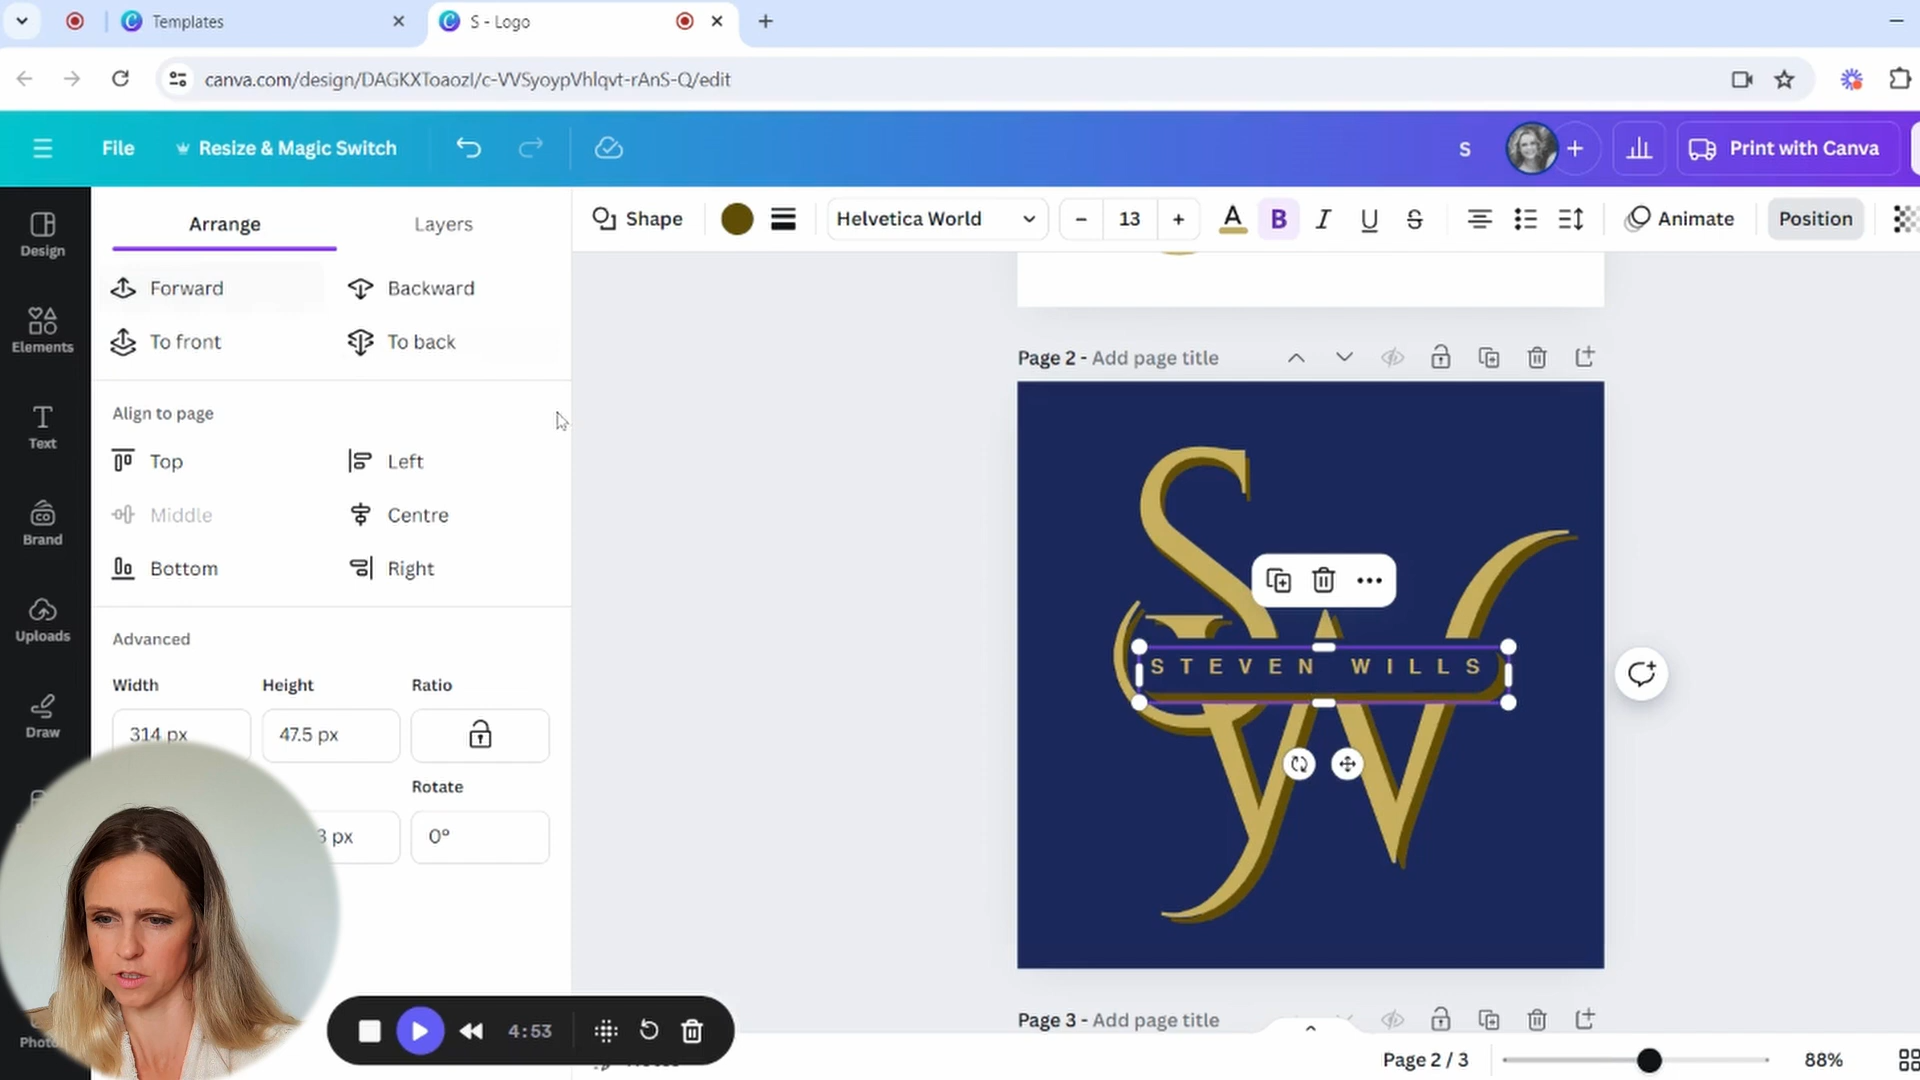 Templates
S - Logo
canva.com/design/DAGKXToaozI/c-VVSyoypVhlqvt-rAnS-Q/edit
File
Resize & Magic Switch
S
Print with Canva
Design
Elements
Text
Brand
Uploads
Draw
Arrange
Layers
Forward
Backward
To front
To back
Align to page
Top
Left
Middle
Centre
Bottom
Right
Advanced
Width
Height
Ratio
314 px
47.5 px
Rotate
3 px
0°
Shape
Helvetica World
13
A
B
I
U
S
Animate
Position
Page 2 - Add page title
S
W
STEVEN WILLS
Page 3 - Add page title
4:53
Page 2 / 3
88%